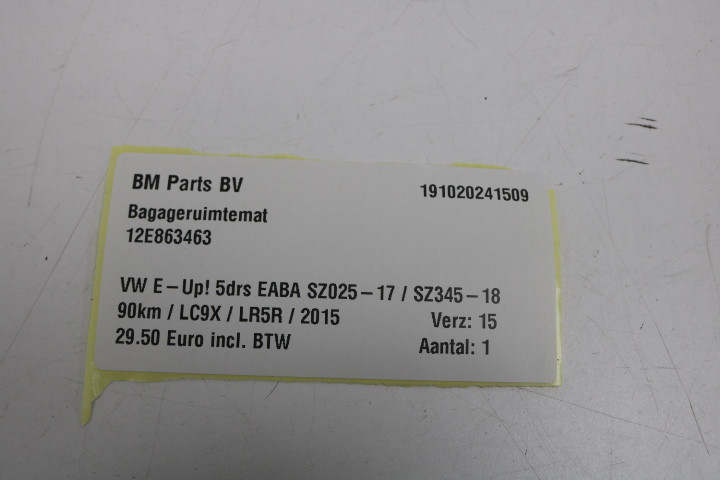 BM Parts BV 191020241509
Bagageruimtemat
12E863463
VW E-Up! 5drs EABA SZ025-17 / SZ345-18
90km / LC9X / LR5R / 2015 Verz: 15
29.50 Euro incl. BTW Aantal: 1